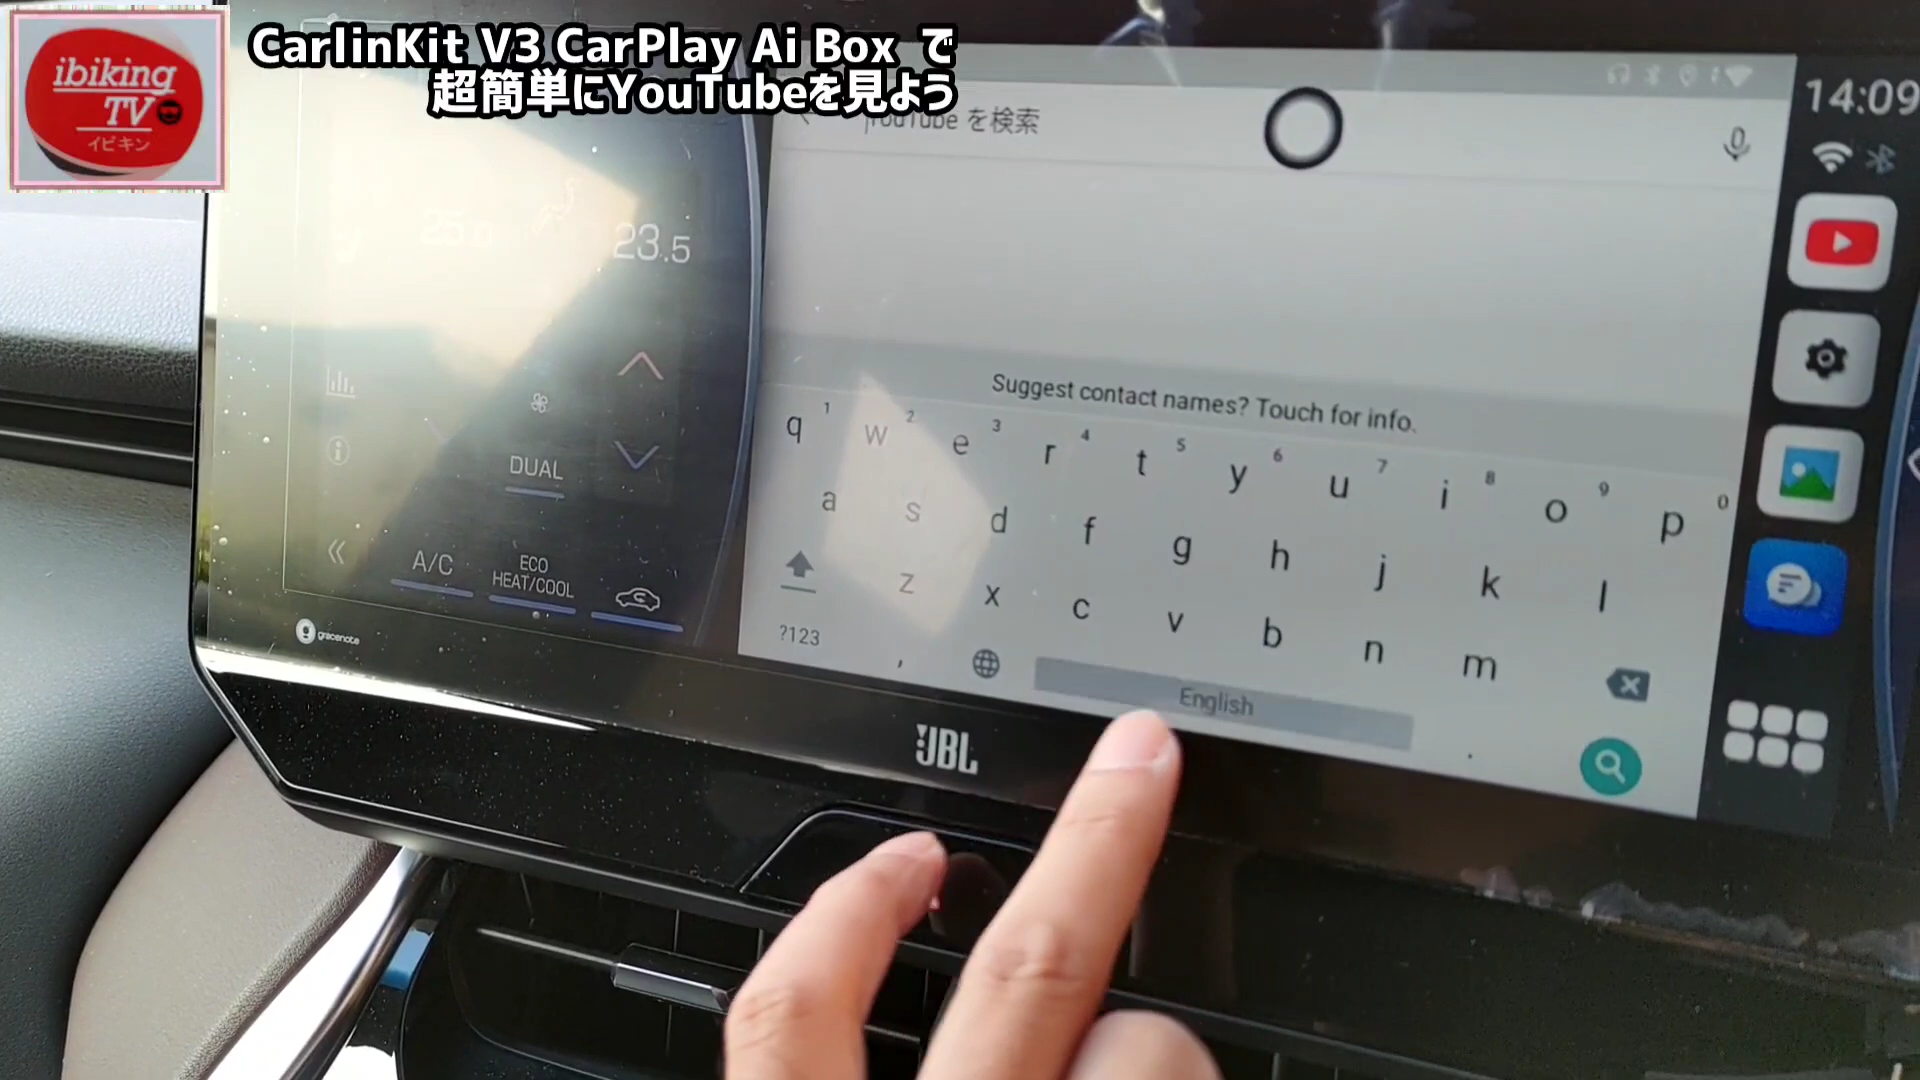 ibiking
TV
イビキン
CarlinKit V3 CarPlay Ai Box で
超簡単にYouTubeを見よう
YouTube を検索
14:09
25.0
23.5
Suggest contact names? Touch for info.
1 2 3 4 5 6 7 8 9 0
q w e r t y u i o p
a s d f g h j k l
z x c v b n m
?123 , English .
DUAL
A/C
ECO
HEAT/COOL
gracenote
JBL